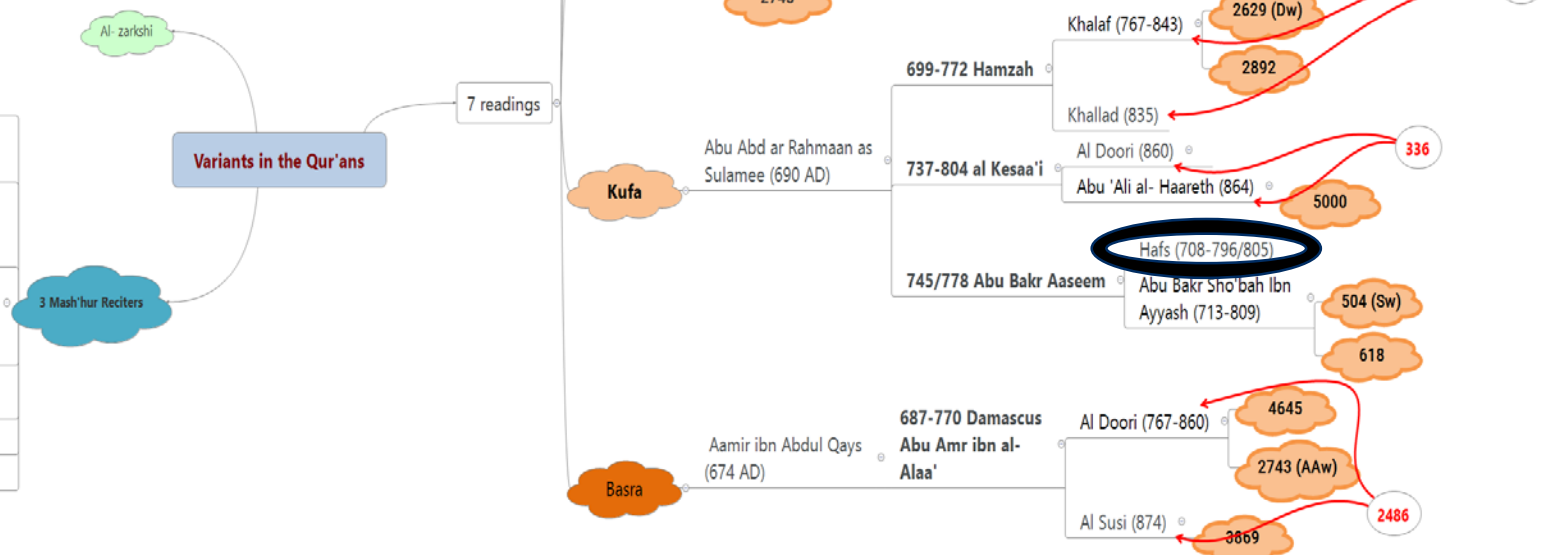 Al- zarkshi
Variants in the Qur'ans
3 Mash'hur Reciters
7 readings
Kufa
Abu Abd ar Rahmaan as
Sulamee (690 AD)
699-772 Hamzah
Khalaf (767-843)
2629 (Dw)
2892
Khallad (835)
737-804 al Kesaa'i
Al Doori (860)
Abu 'Ali al- Haareth (864)
336
5000
745/778 Abu Bakr Aaseem
Hafs (708-796/805)
Abu Bakr Sho'bah Ibn
Ayyash (713-809)
504 (Sw)
618
Basra
Aamir ibn Abdul Qays
(674 AD)
687-770 Damascus
Abu Amr ibn al-
Alaa'
Al Doori (767-860)
4645
2743 (AAw)
Al Susi (874)
3869
2486